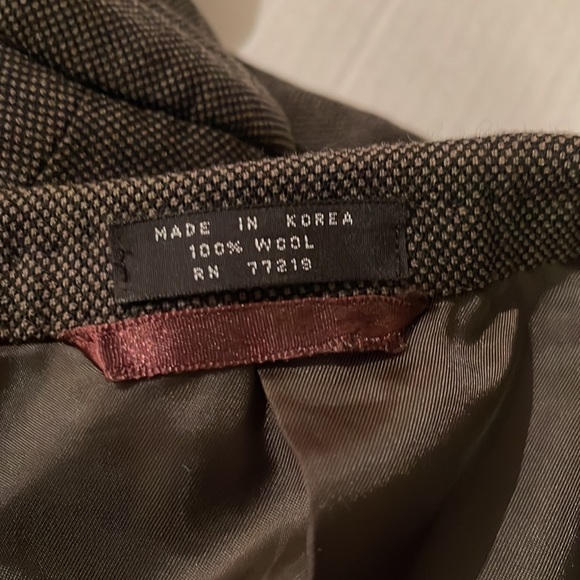 MADE IN KOREA
100% WOOL
RN 77219